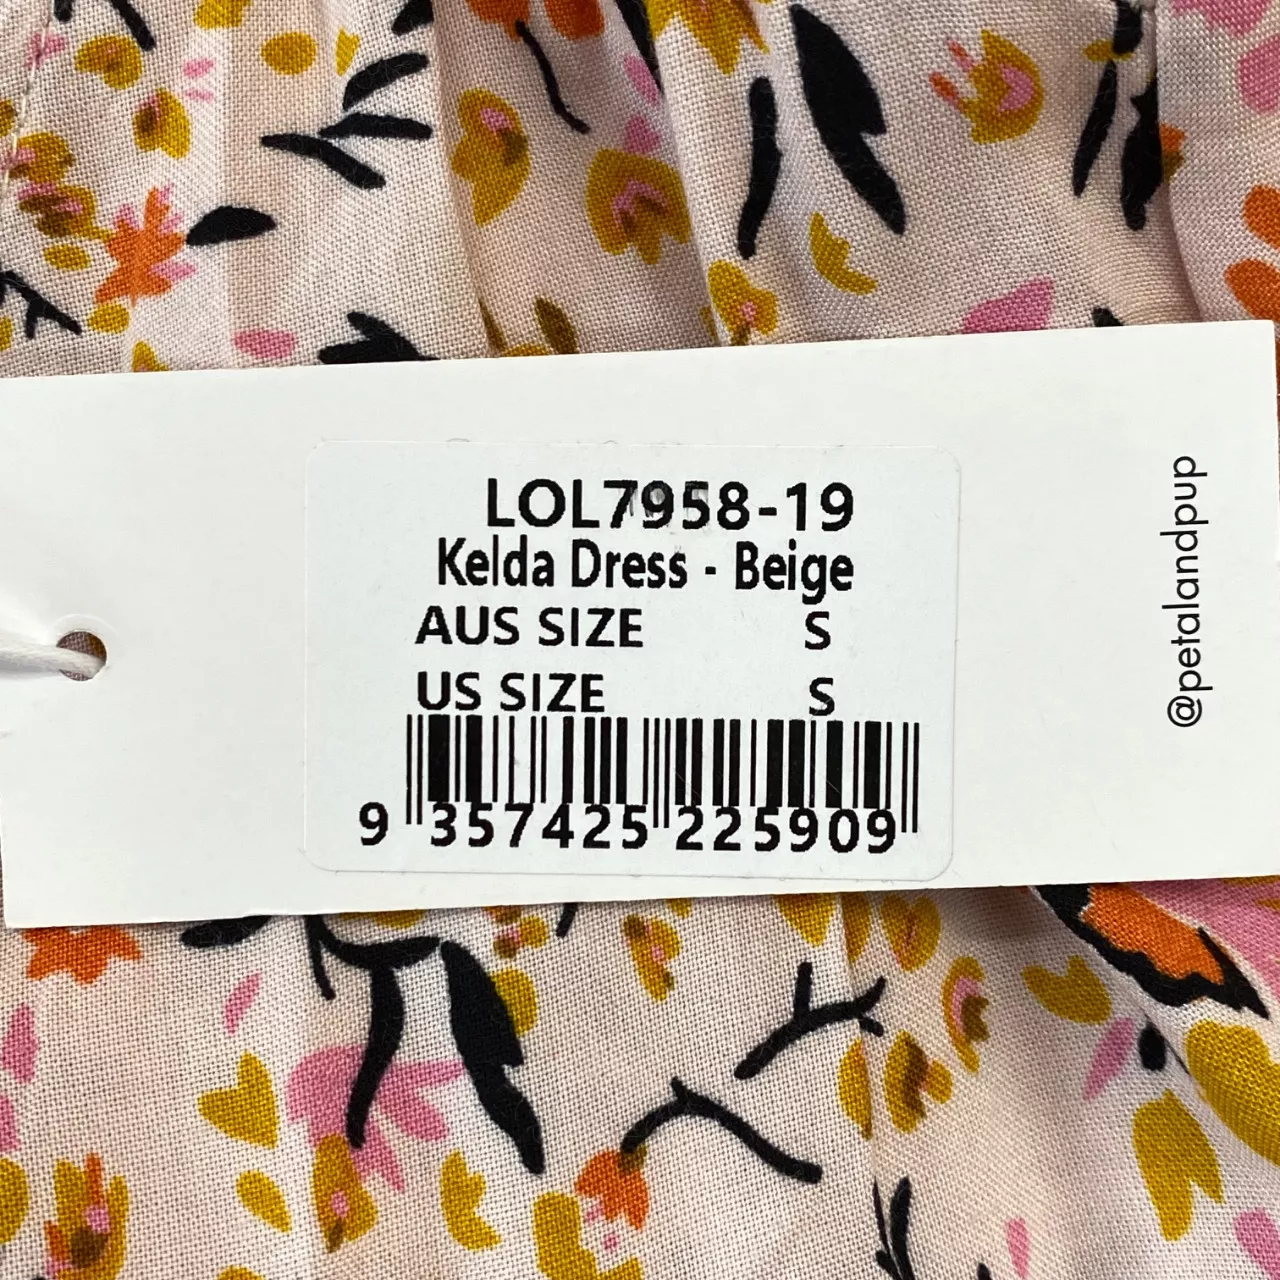 LOL7958-19
Kelda Dress - Beige
AUS SIZE S
US SIZE S
9 357425 225909
@petalandpup